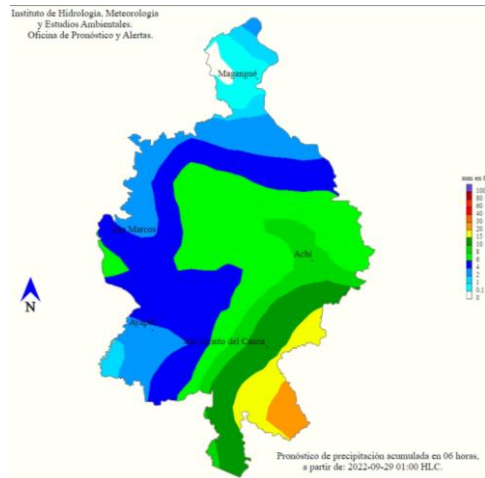 Instituto de Hidrología, Meteorología
y Estudios Ambientales.
Oficina de Pronóstico y Alertas.
Magangué
mm en
100
80
60
40
30
20
15
10
8
6
4
2
1
0.1
0
Marcos
Achí
N
Cauca
Pronóstico de precipitación acumulada en 06 horas,
a partir de: 2022-09-29 01:00 HLC.